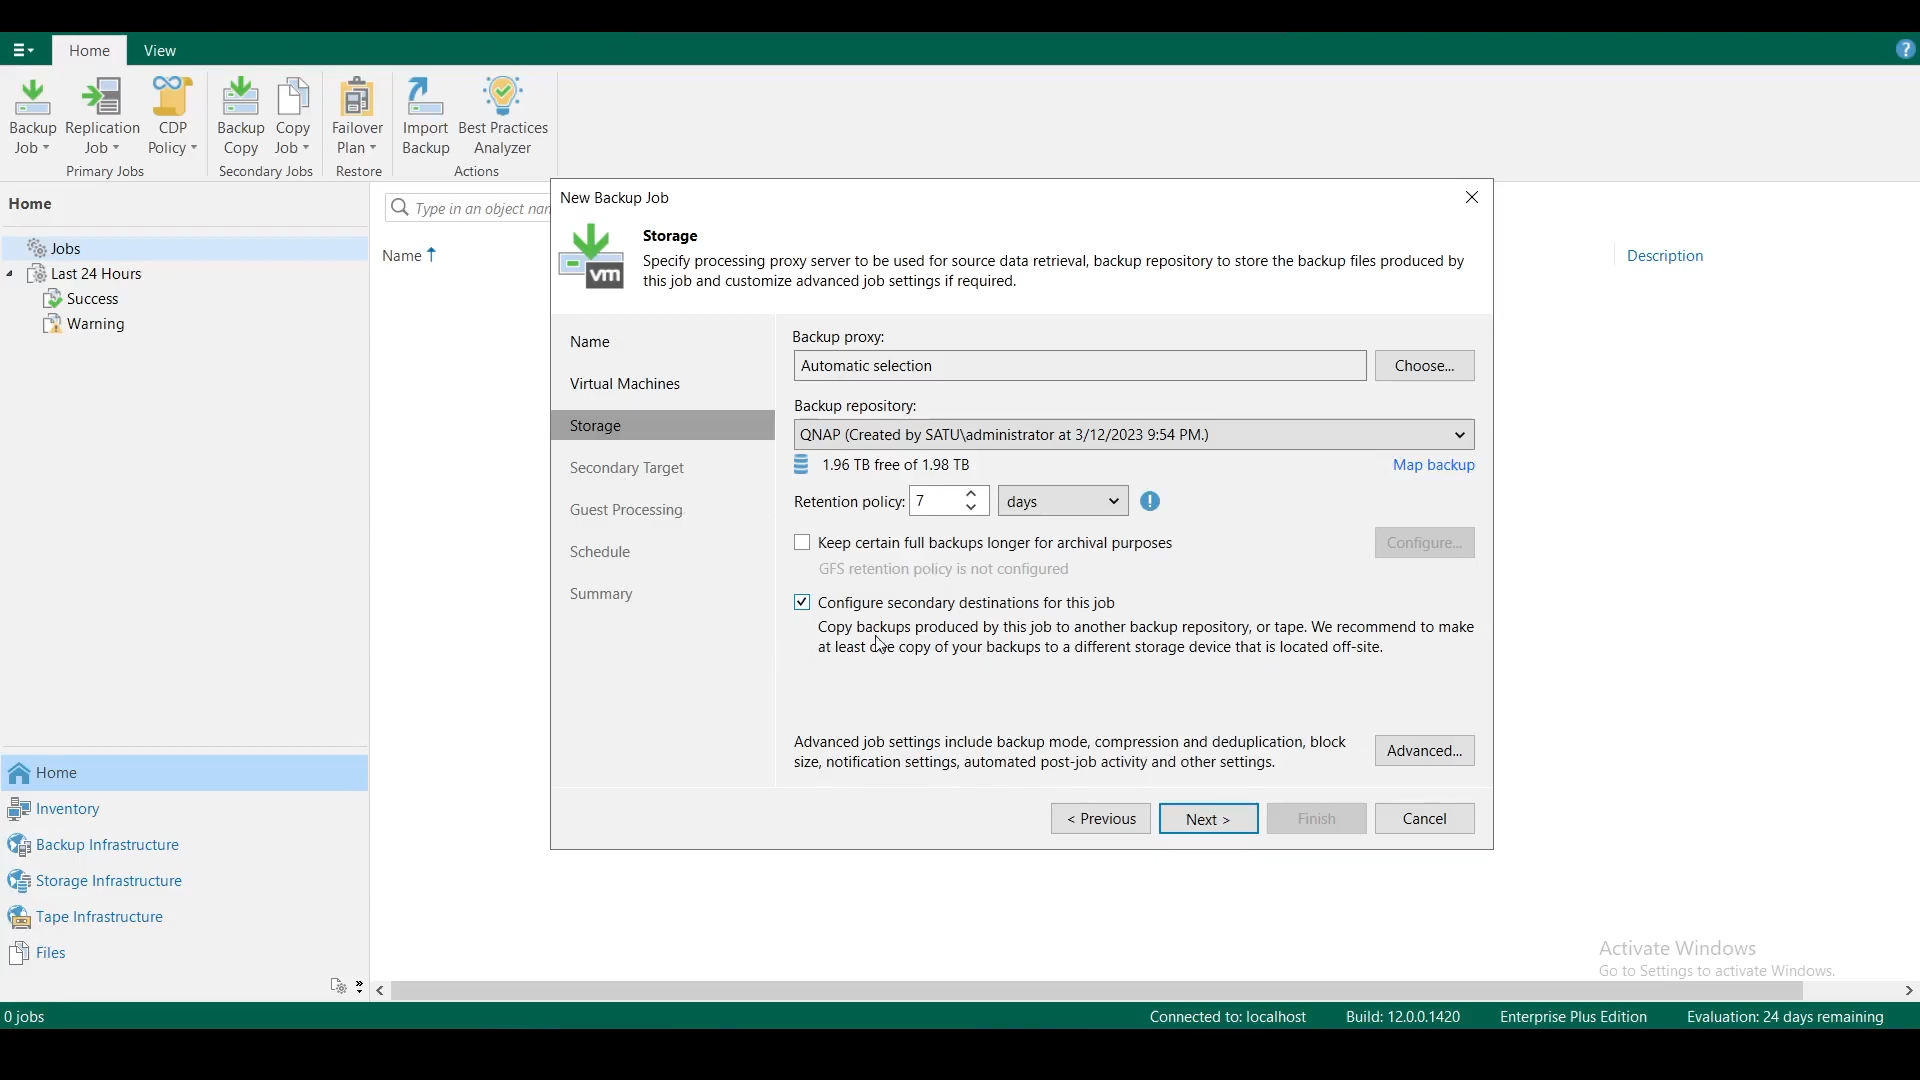 Home
View
Backup
Job
Replication
Job
CDP
Policy
Primary Jobs
Backup
Copy
Copy
Job
Secondary Jobs
Failover
Plan
Restore
Import
Backup
Best Practices
Analyzer
Actions
Home
Jobs
Last 24 Hours
Success
Warning
Home
Inventory
Backup Infrastructure
Storage Infrastructure
Tape Infrastructure
Files
Type in an object nam
Name
Description
New Backup Job
Storage
Specify processing proxy server to be used for source data retrieval, backup repository to store the backup files produced by
this job and customize advanced job settings if required.
vm
Name
Virtual Machines
Storage
Secondary Target
Guest Processing
Schedule
Summary
Backup proxy:
Automatic selection
Choose...
Backup repository:
QNAP (Created by SATU\administrator at 3/12/2023 9:54 PM.)
1.96 TB free of 1.98 TB
Map backup
Retention policy: 7 days
Keep certain full backups longer for archival purposes
Configure...
GFS retention policy is not configured
Configure secondary destinations for this job
Copy backups produced by this job to another backup repository, or tape. We recommend to make
at least one copy of your backups to a different storage device that is located off-site.
Advanced job settings include backup mode, compression and deduplication, block
size, notification settings, automated post-job activity and other settings.
Advanced...
< Previous
Next >
Finish
Cancel
Activate Windows
Go to Settings to activate Windows.
0 jobs
Connected to: localhost
Build: 12.0.0.1420
Enterprise Plus Edition
Evaluation: 24 days remaining